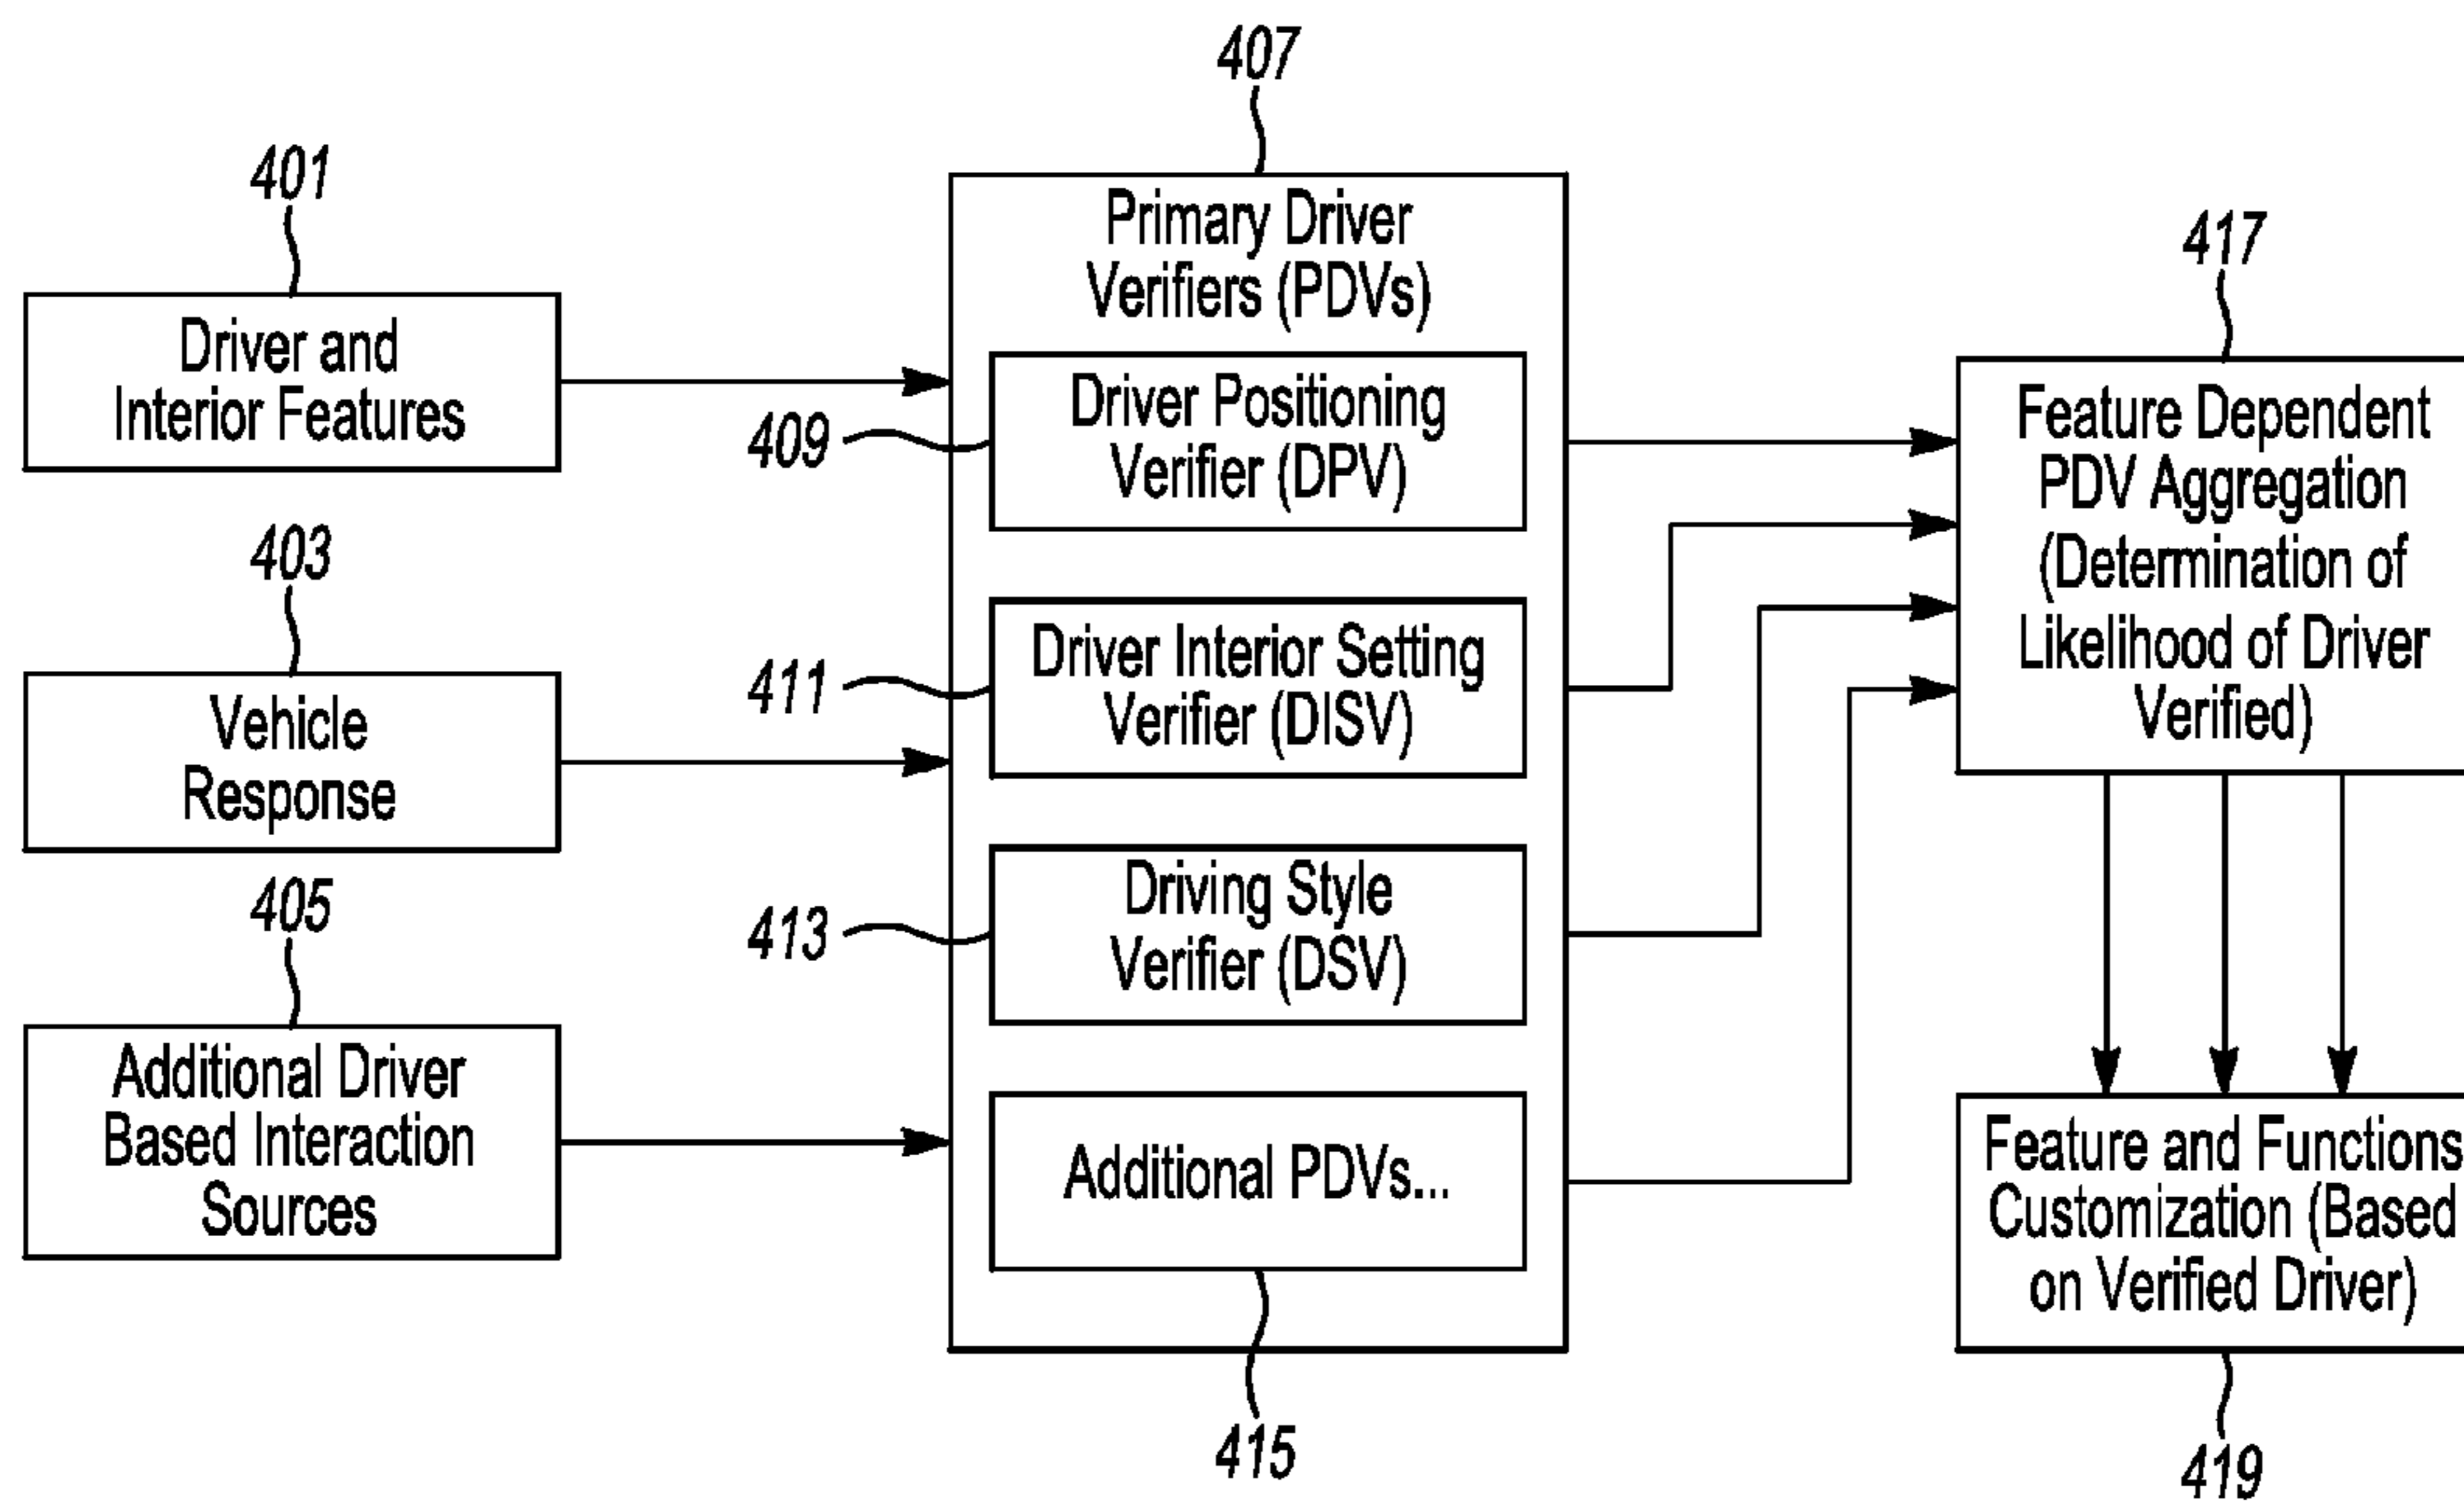 407
401
417
Primary Driver
Verifiers (PDVs)
Driver and
Interior Features
409
Driver Positioning
Verifier (DPV)
Feature Dependent
PDV Aggregation
(Determination of
Likelihood of Driver
Verified)
403
Vehicle
Response
411
Driver Interior Setting
Verifier (DISV)
405
413
Driving Style
Verifier (DSV)
Additional Driver
Based Interaction
Sources
Additional PDVs...
Feature and Functions
Customization (Based
on Verified Driver)
415
419